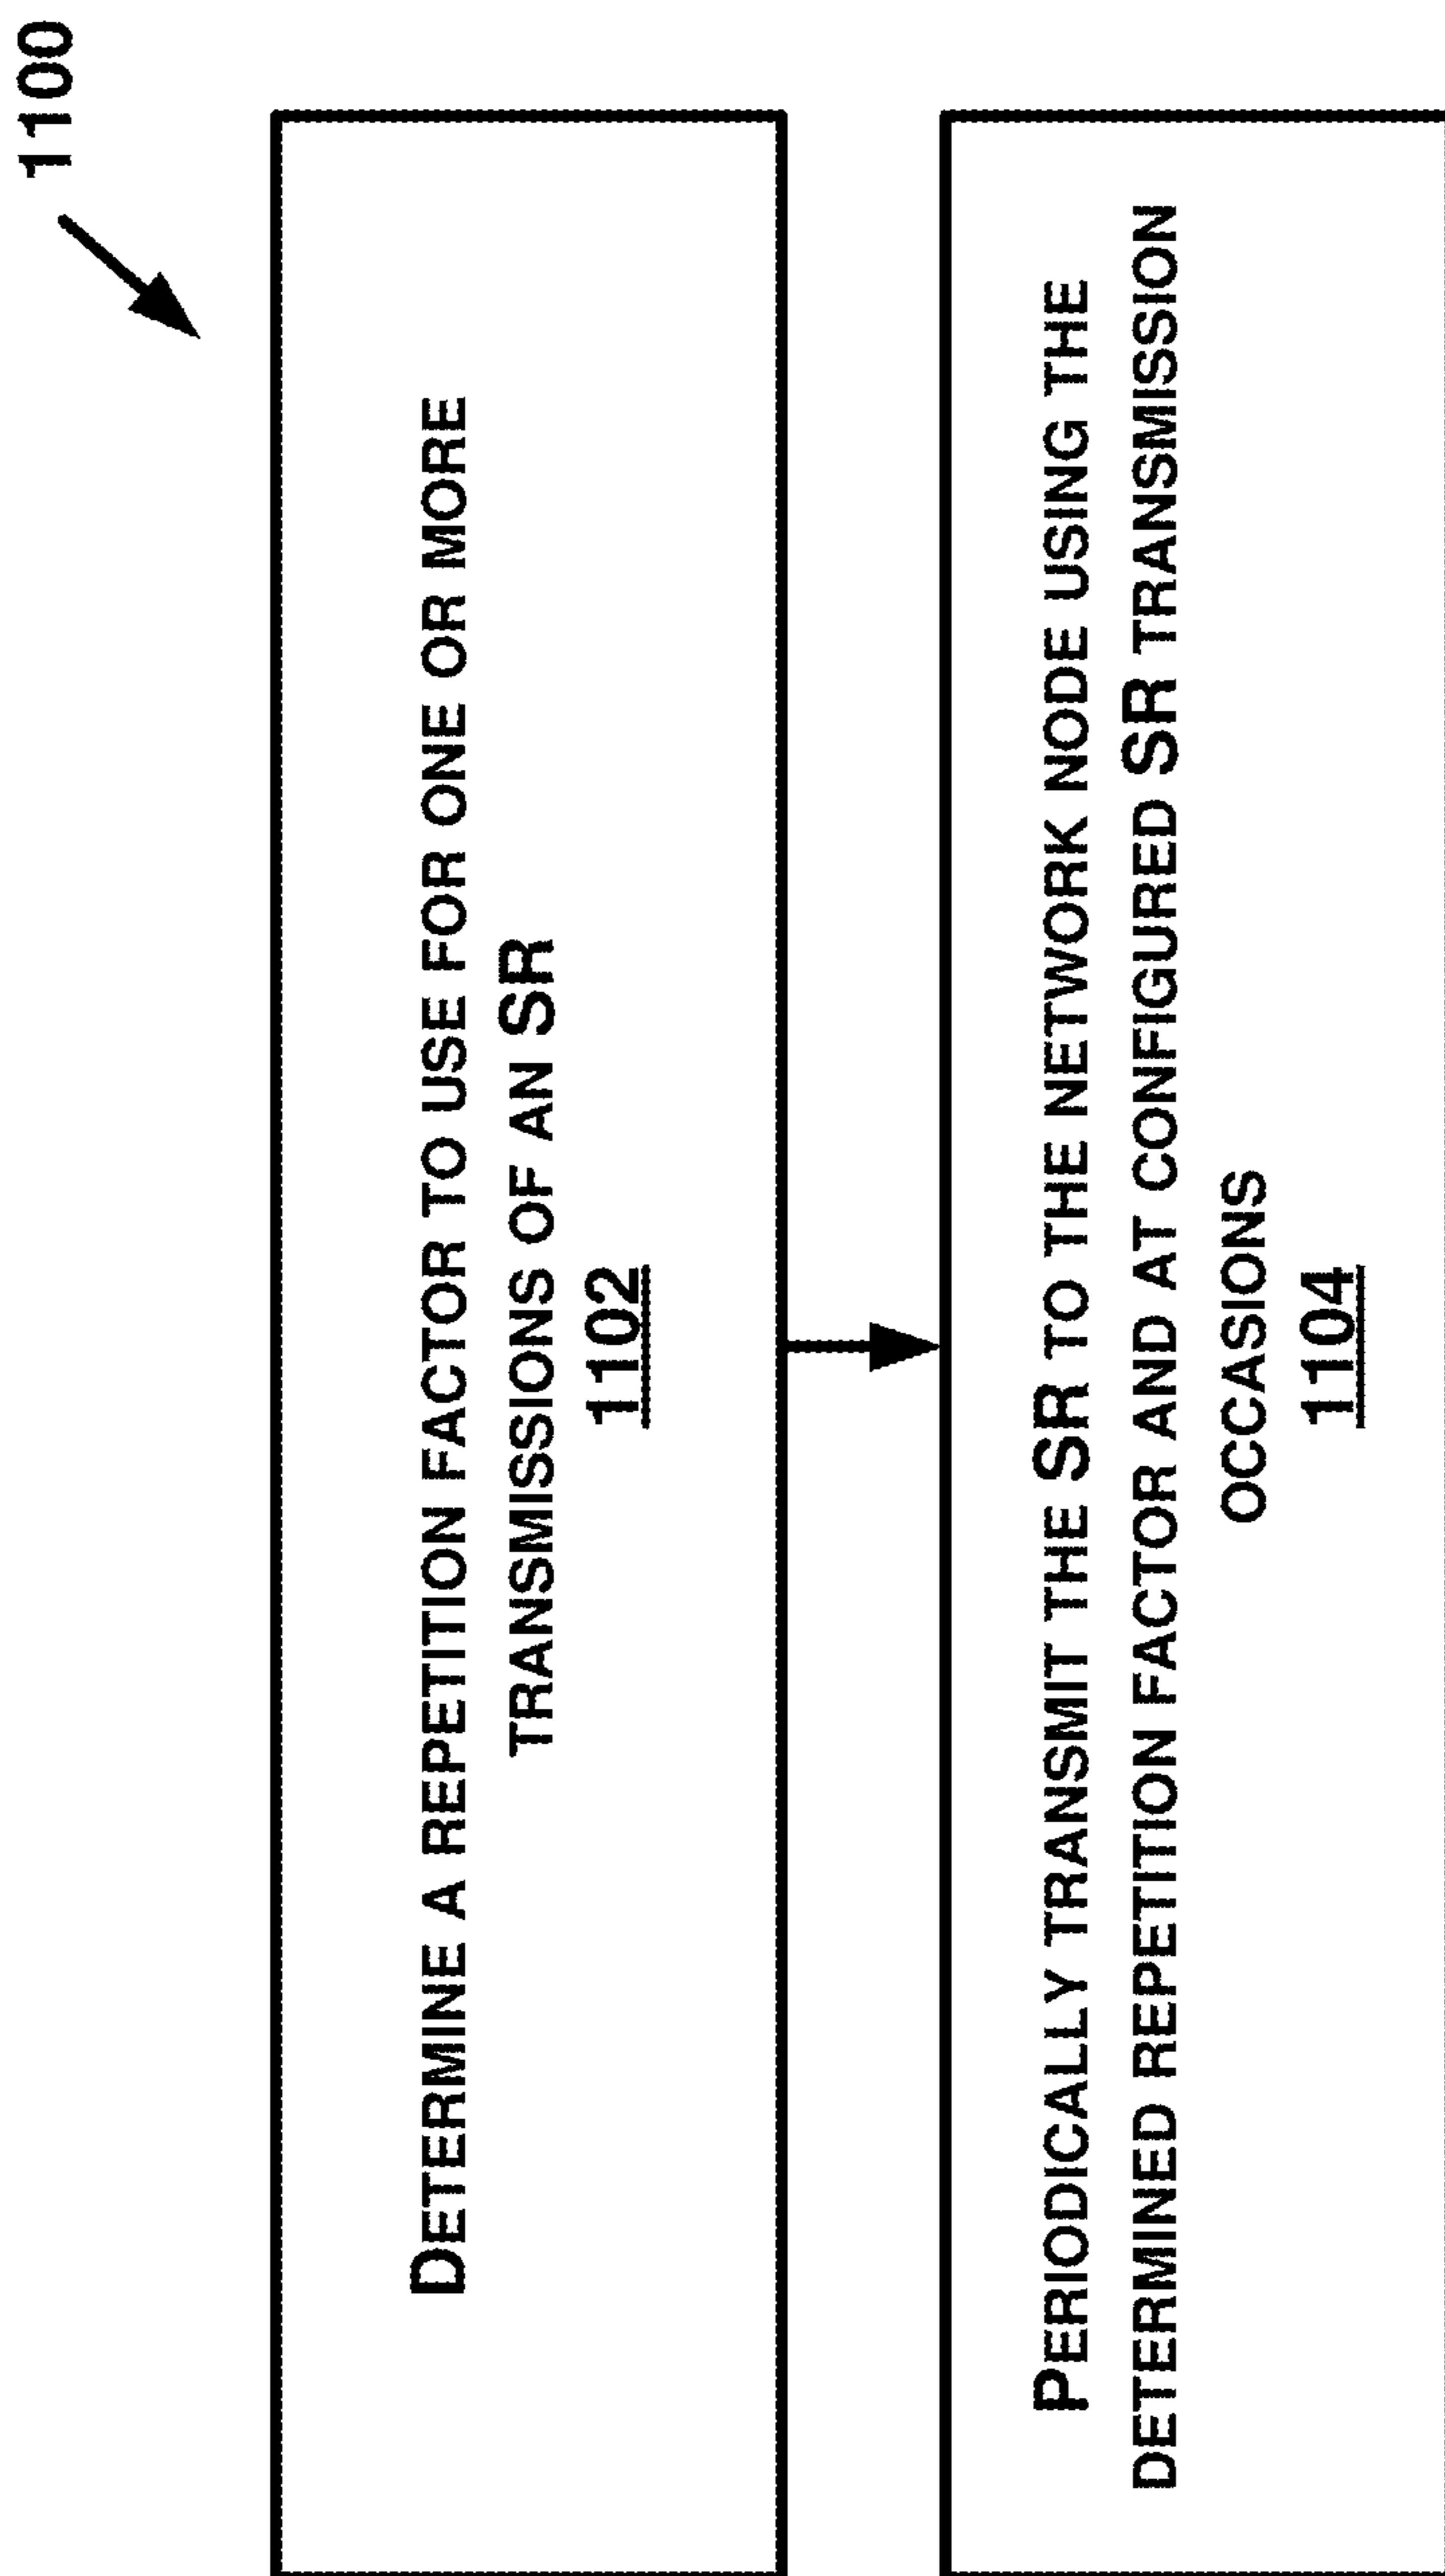 1100
DETERMINE A REPETITION FACTOR TO USE FOR ONE OR MORE
TRANSMISSIONS OF AN SR
1102
PERIODICALLY TRANSMIT THE SR TO THE NETWORK NODE USING THE
DETERMINED REPETITION FACTOR AND AT CONFIGURED SR TRANSMISSION
OCCASIONS
1104